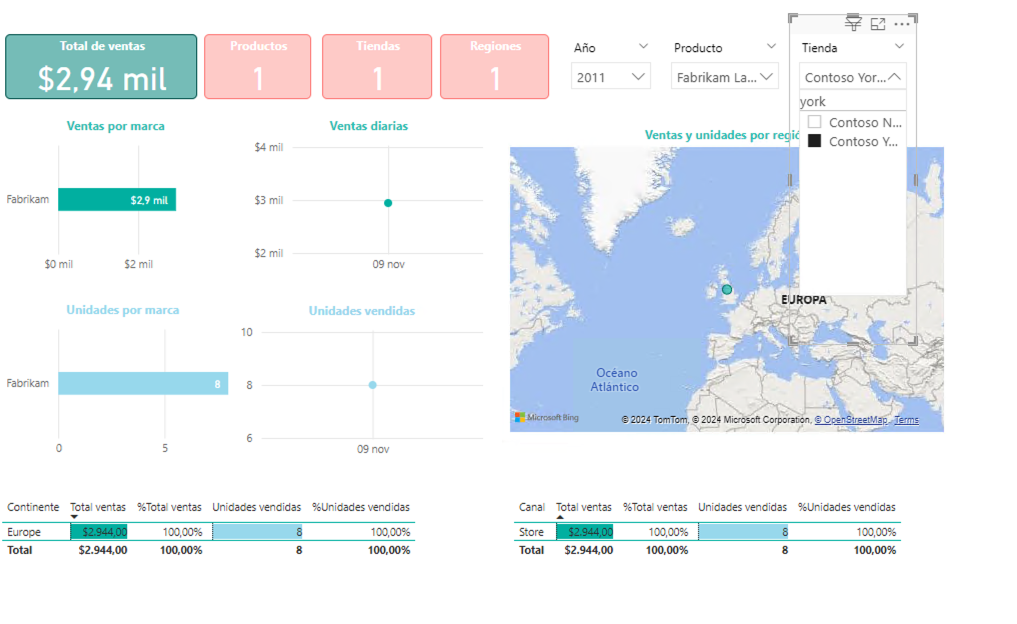 Total de ventas
$2,94 mil
Productos
1
Tiendas
1
Regiones
1
Año
2011
Producto
Fabrikam La...
Tienda
Contoso Yor...
york
Contoso N...
Contoso Y...
Ventas por marca
Fabrikam
$2,9 mil
$0 mil
$2 mil
Ventas diarias
$4 mil
$3 mil
$2 mil
09 nov
Ventas y unidades por regió
EUROPA
Océano
Atlántico
Microsoft Bing
© 2024 TomTom, © 2024 Microsoft Corporation, © OpenStreetMap Terms
Unidades por marca
Fabrikam
8
0
5
Unidades vendidas
10
8
6
09 nov
Continente Total ventas %Total ventas Unidades vendidas %Unidades vendidas
Europe $2.944,00 100,00% 8 100,00%
Total $2.944,00 100,00% 8 100,00%
Canal Total ventas %Total ventas Unidades vendidas %Unidades vendidas
Store $2.944,00 100,00% 8 100,00%
Total $2.944,00 100,00% 8 100,00%